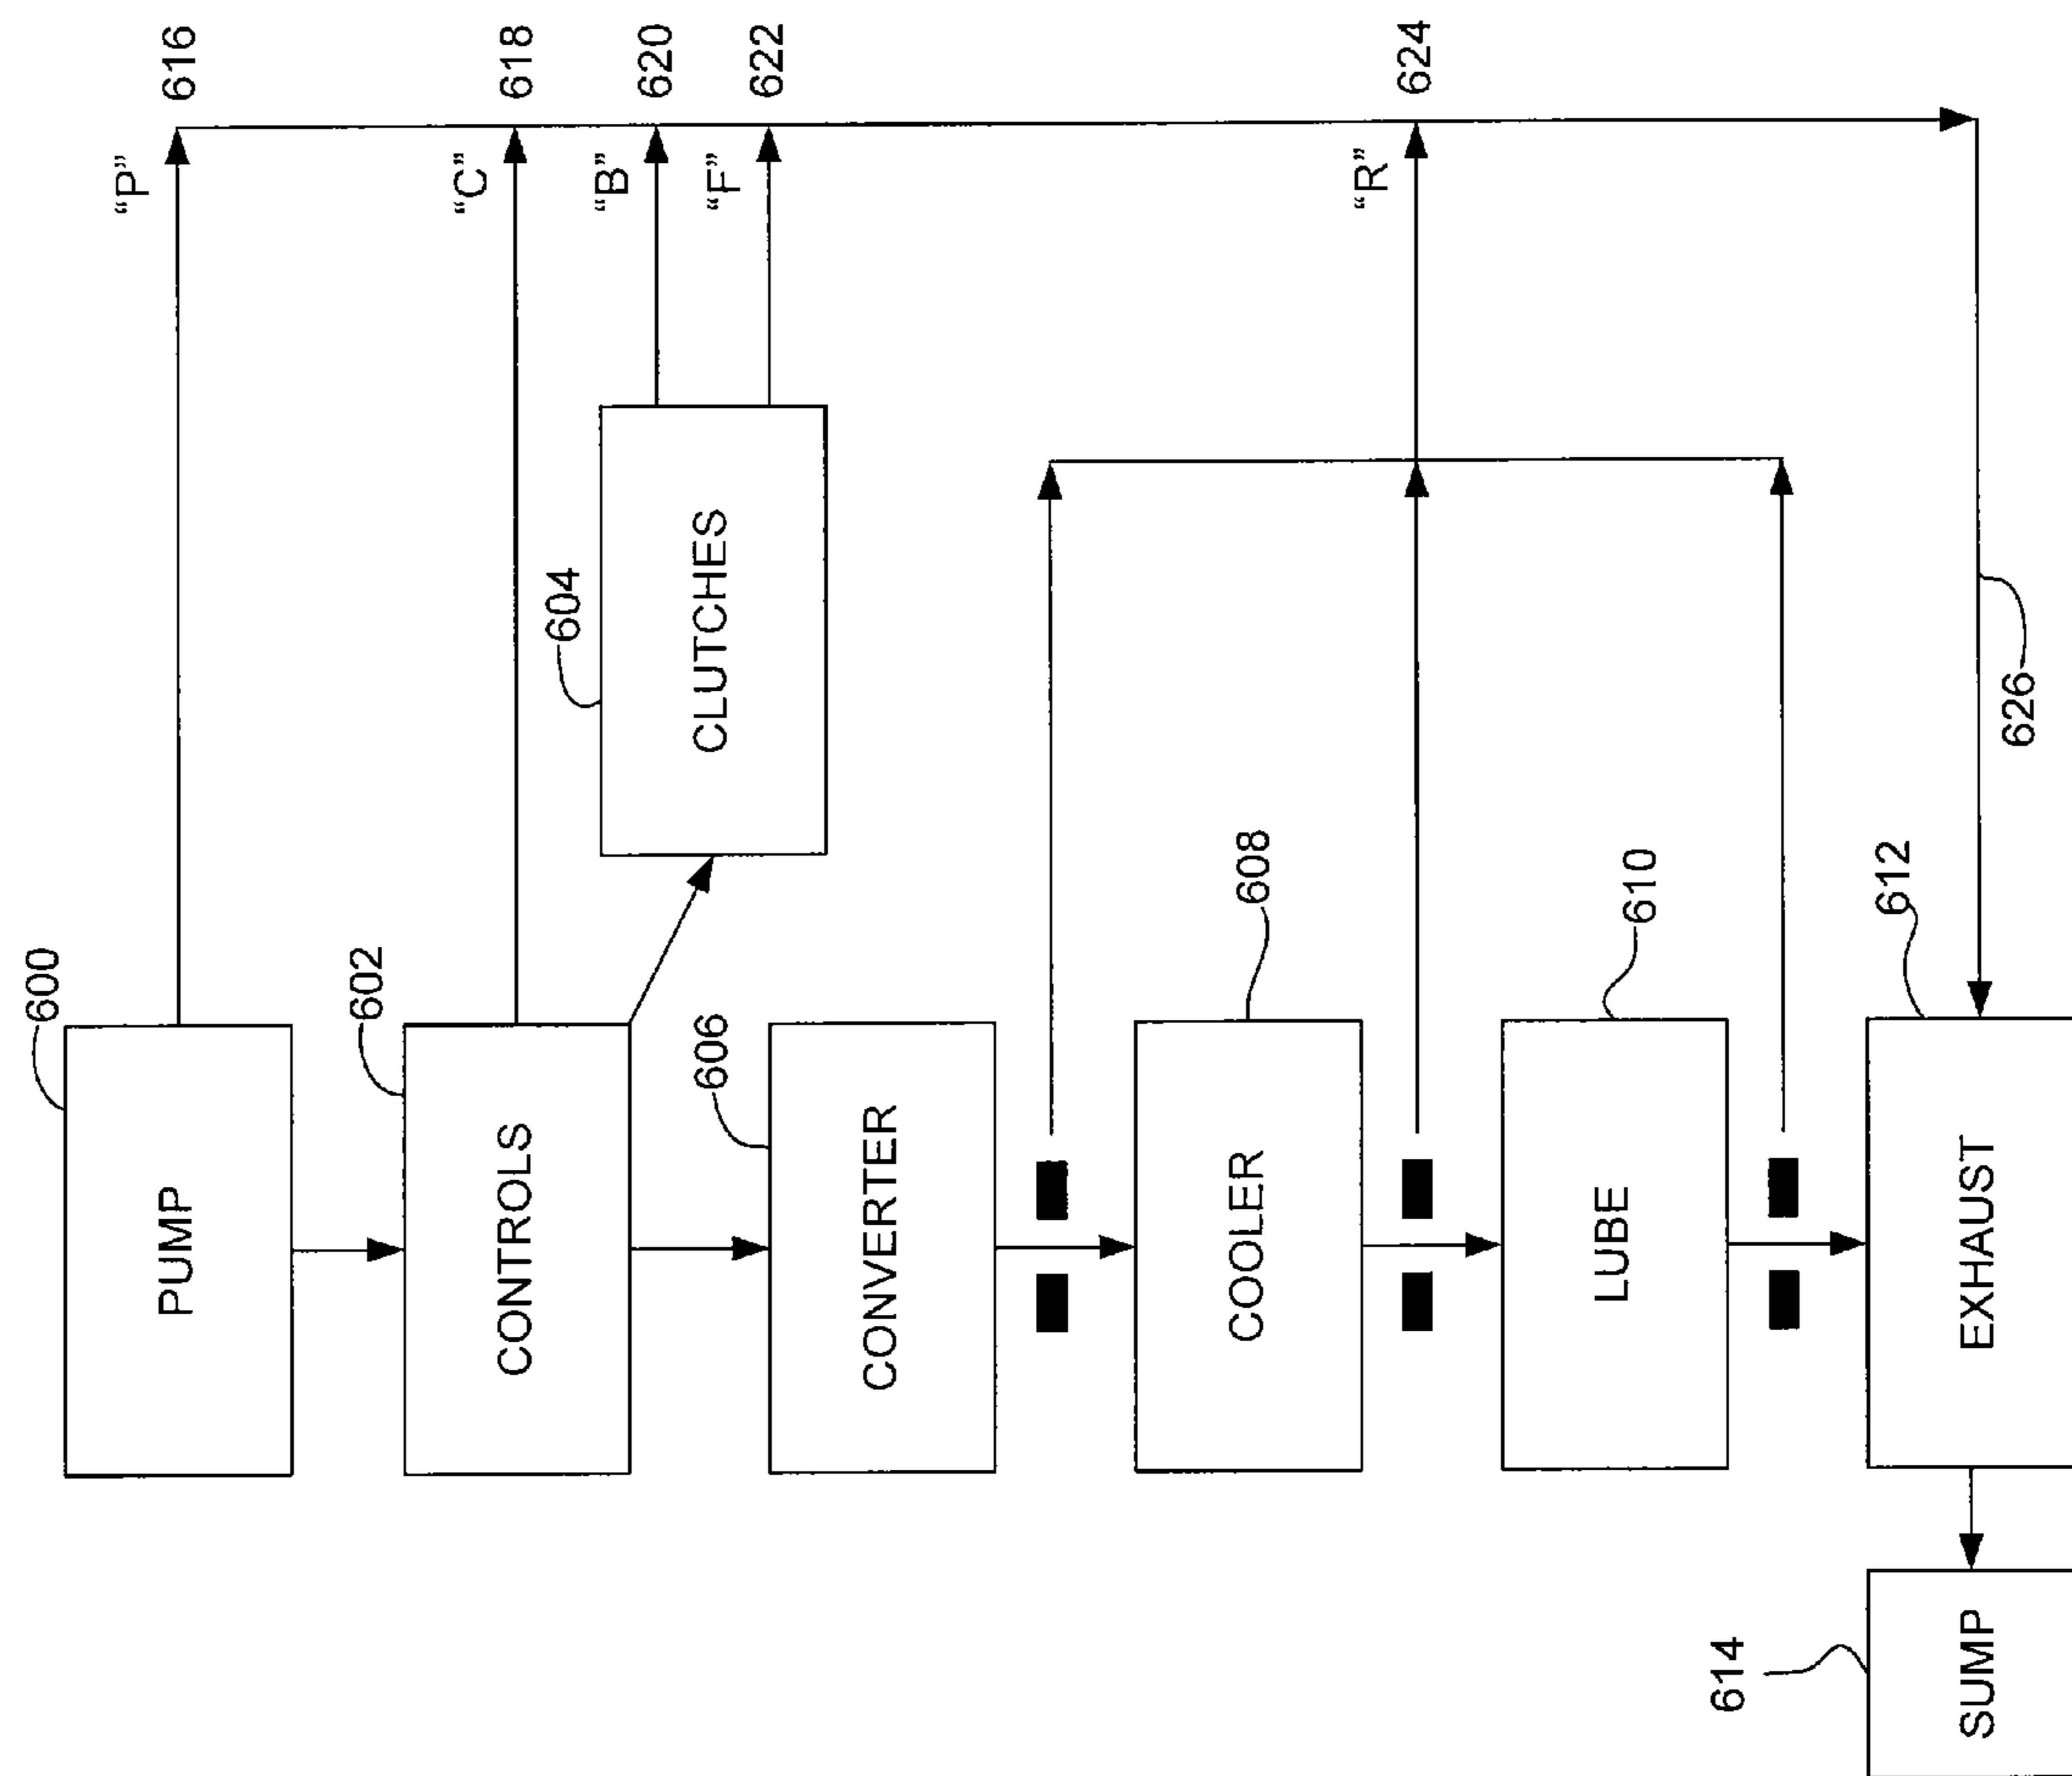 600
PUMP
602
CONTROLS
604
CLUTCHES
606
CONVERTER
608
COOLER
610
LUBE
612
EXHAUST
614
SUMP
“P”
616
“C”
618
“B”
620
“F”
622
“R”
624
626